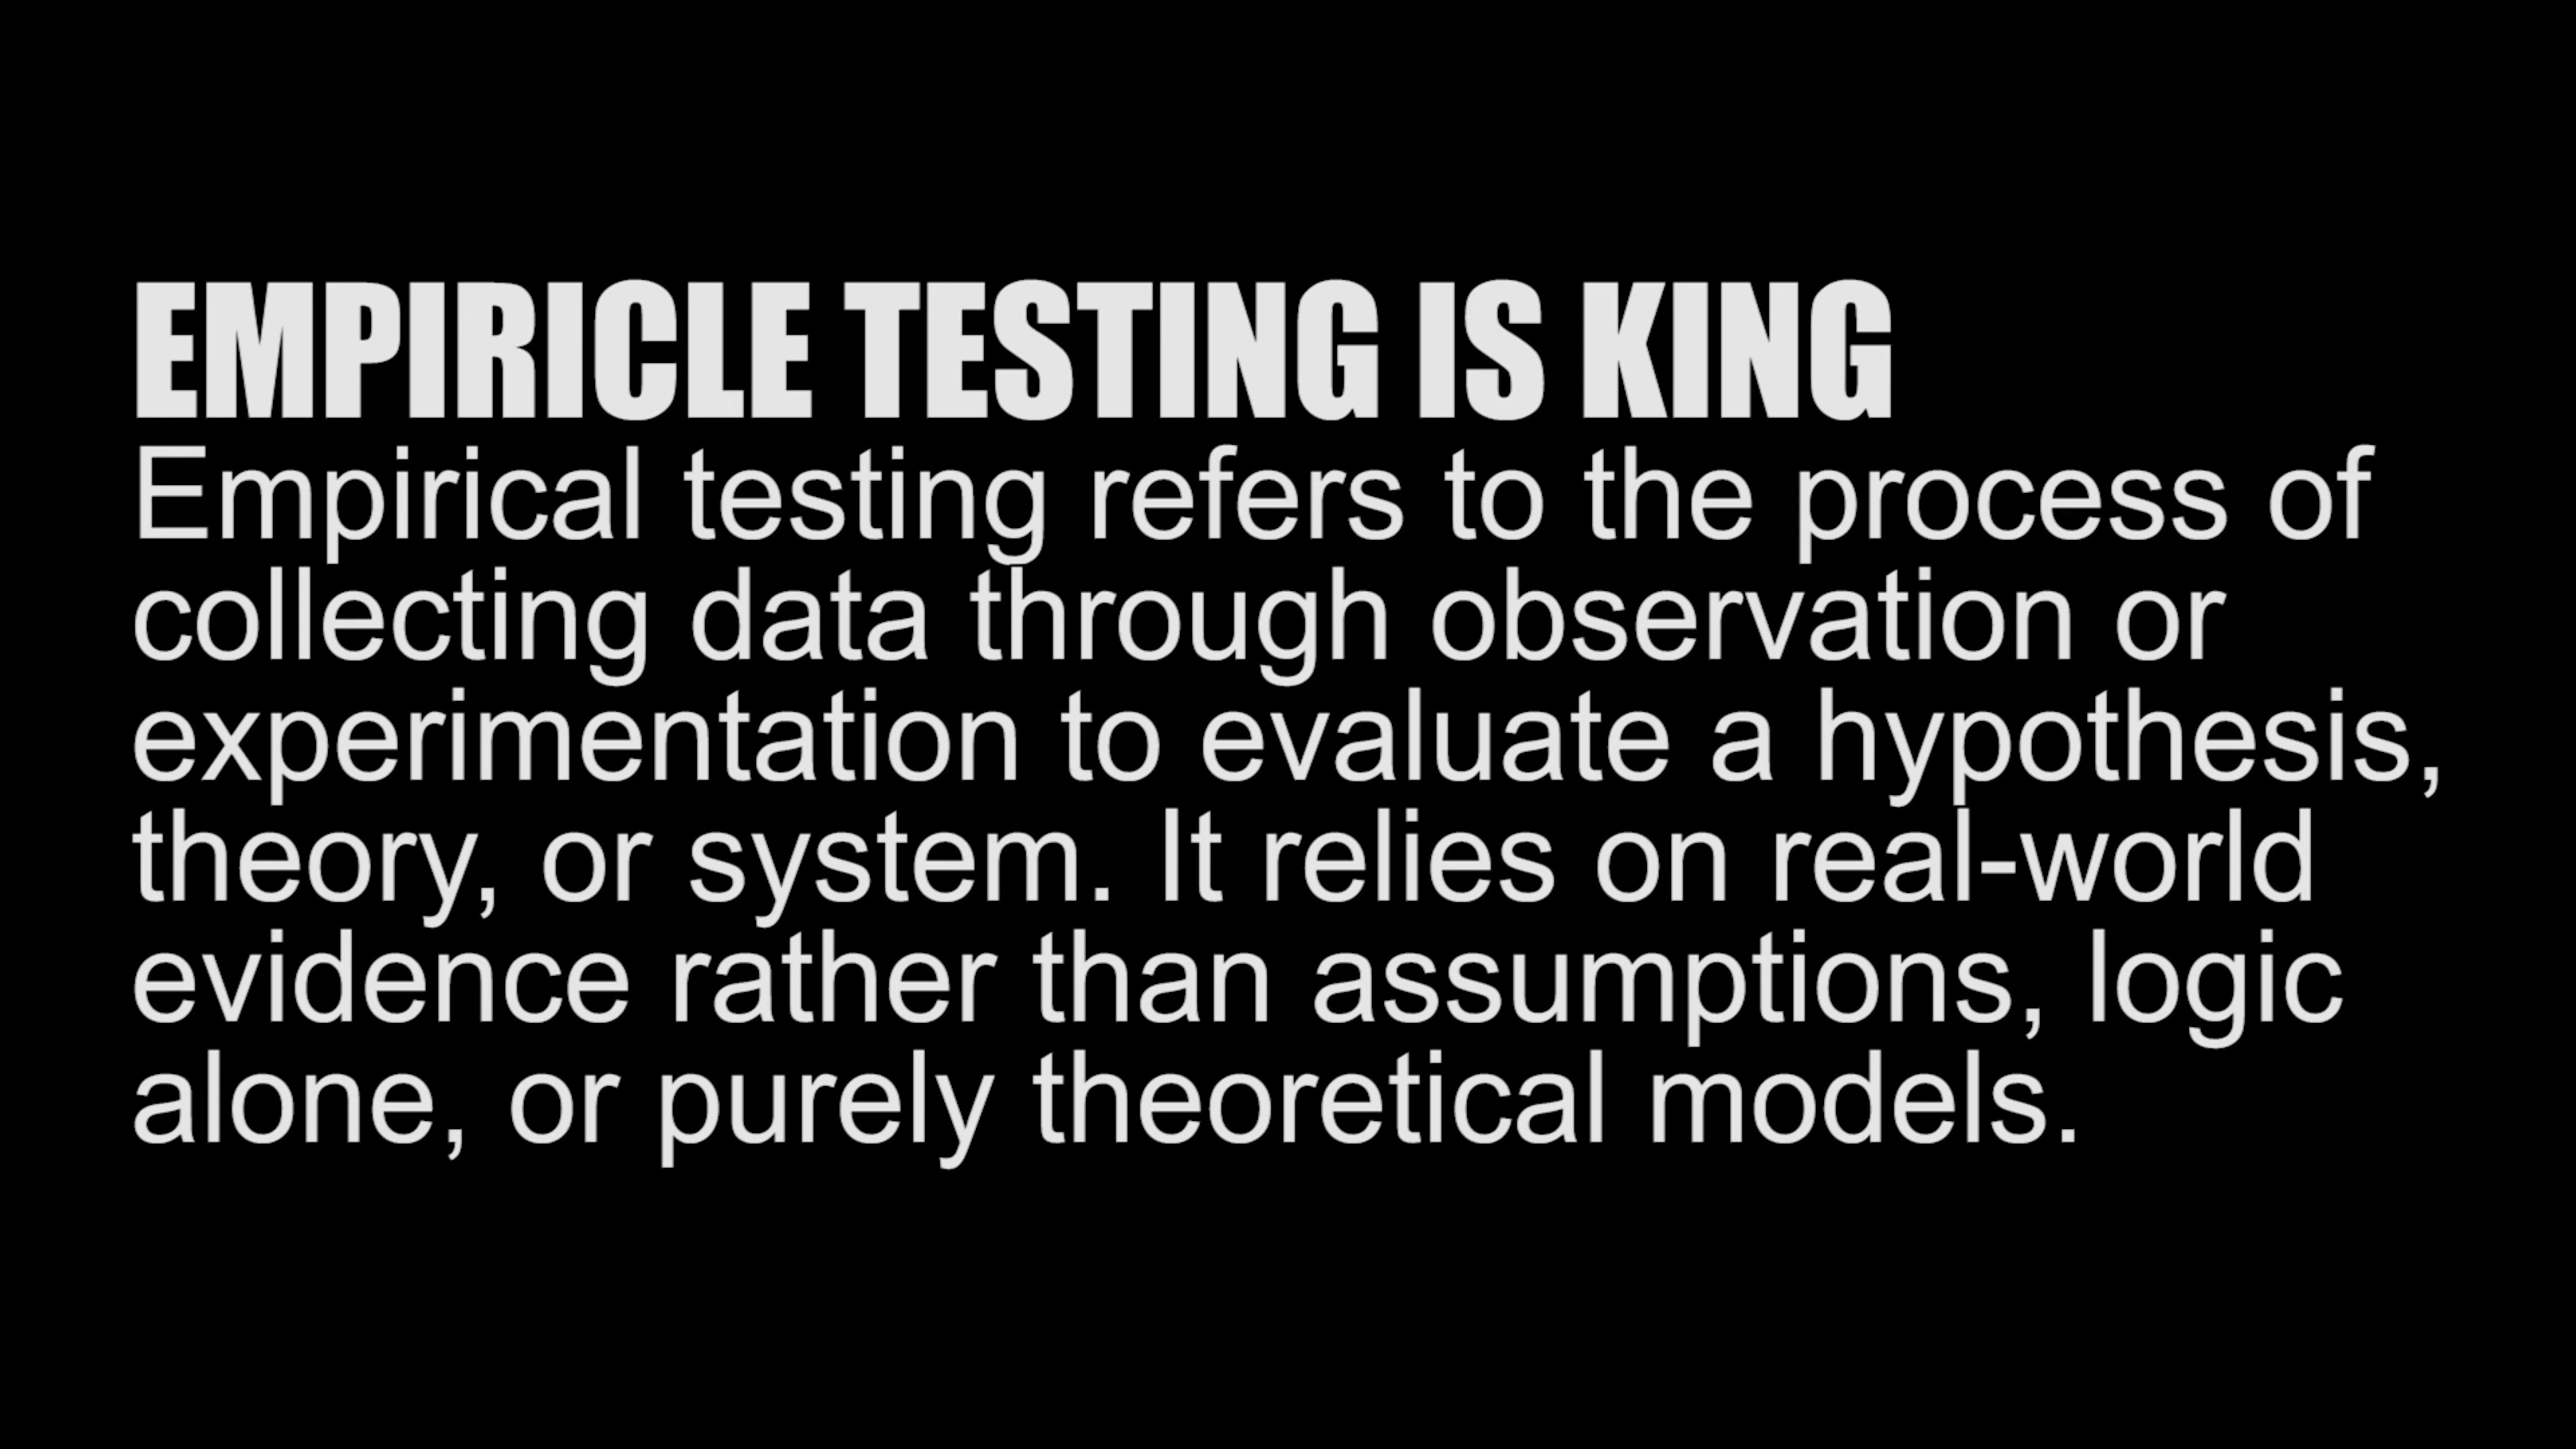 EMPIRICLE TESTING IS KING
Empirical testing refers to the process of
collecting data through observation or
experimentation to evaluate a hypothesis,
theory, or system. It relies on real-world
evidence rather than assumptions, logic
alone, or purely theoretical models.